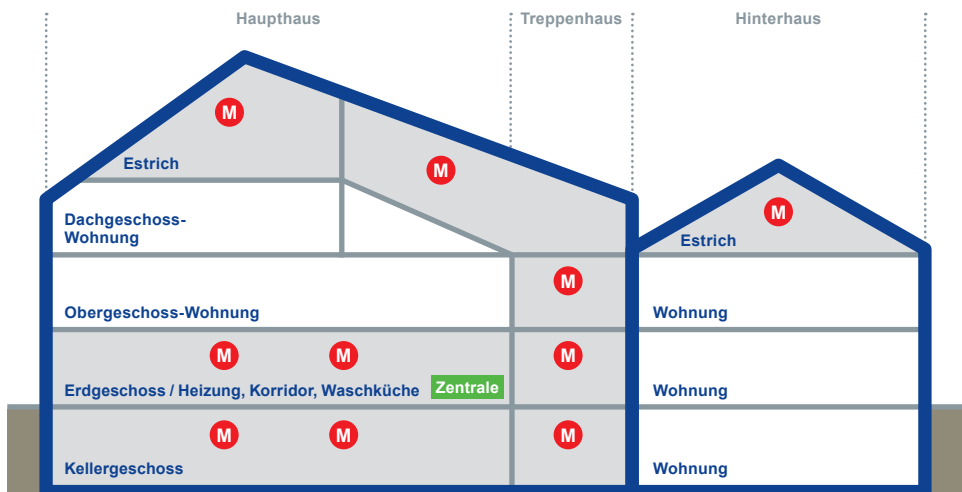 Haupthaus
Treppenhaus
Hinterhaus
M
Estrich
M
M
Estrich
Dachgeschoss-
Wohnung
M
Obergeschoss-Wohnung
Wohnung
M
M
M
Erdgeschoss / Heizung, Korridor, Waschküche
Zentrale
Wohnung
M
M
M
Kellergeschoss
Wohnung